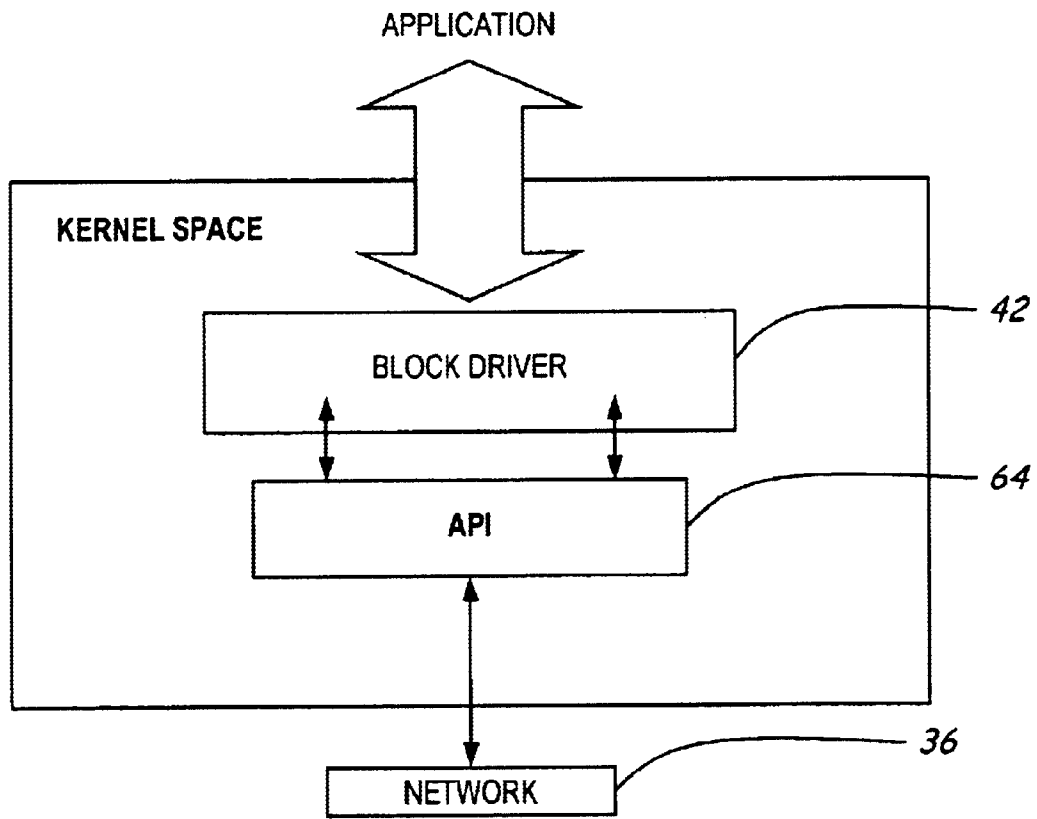 APPLICATION
KERNEL SPACE
42
BLOCK DRIVER
64
API
36
NETWORK